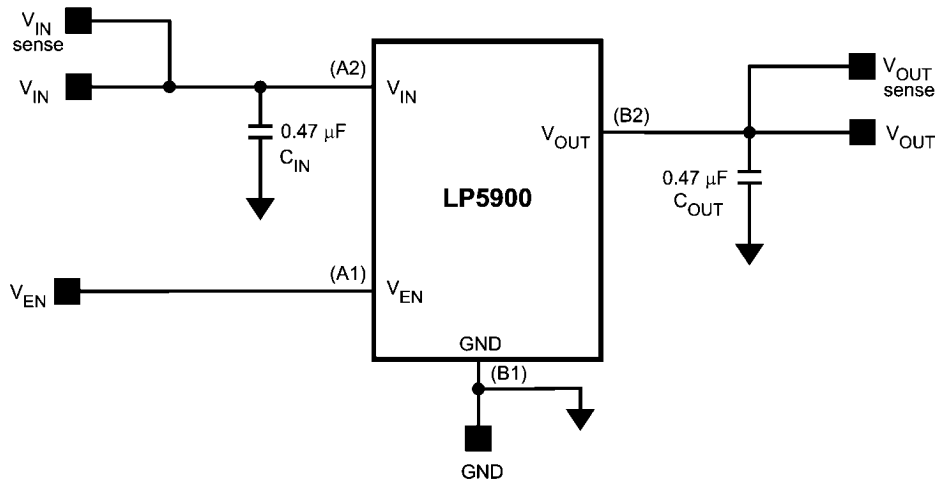 VIN
sense
VIN
(A2)
VIN
0.47 μF
CIN
LP5900
VOUT
(B2)
VOUT
sense
VOUT
0.47 μF
COUT
(A1)
VEN
VEN
GND
(B1)
GND